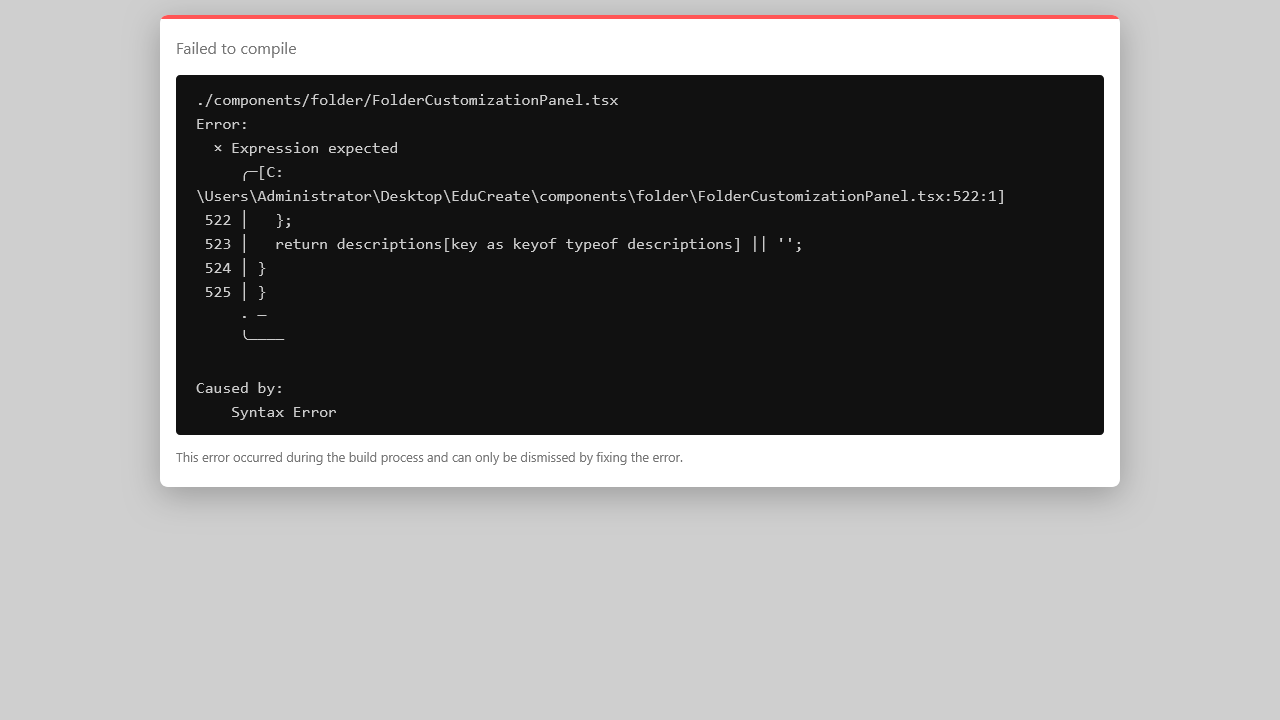 Failed to compile
./components/folder/FolderCustomizationPanel.tsx
Error:
  × Expression expected
     ╭─[C:
\Users\Administrator\Desktop\EduCreate\components\folder\FolderCustomizationPanel.tsx:522:1]
 522 │   };
 523 │   return descriptions[key as keyof typeof descriptions] || '';
 524 │ }
 525 │ }
     · ─
     ╰────
Caused by:
    Syntax Error
This error occurred during the build process and can only be dismissed by fixing the error.